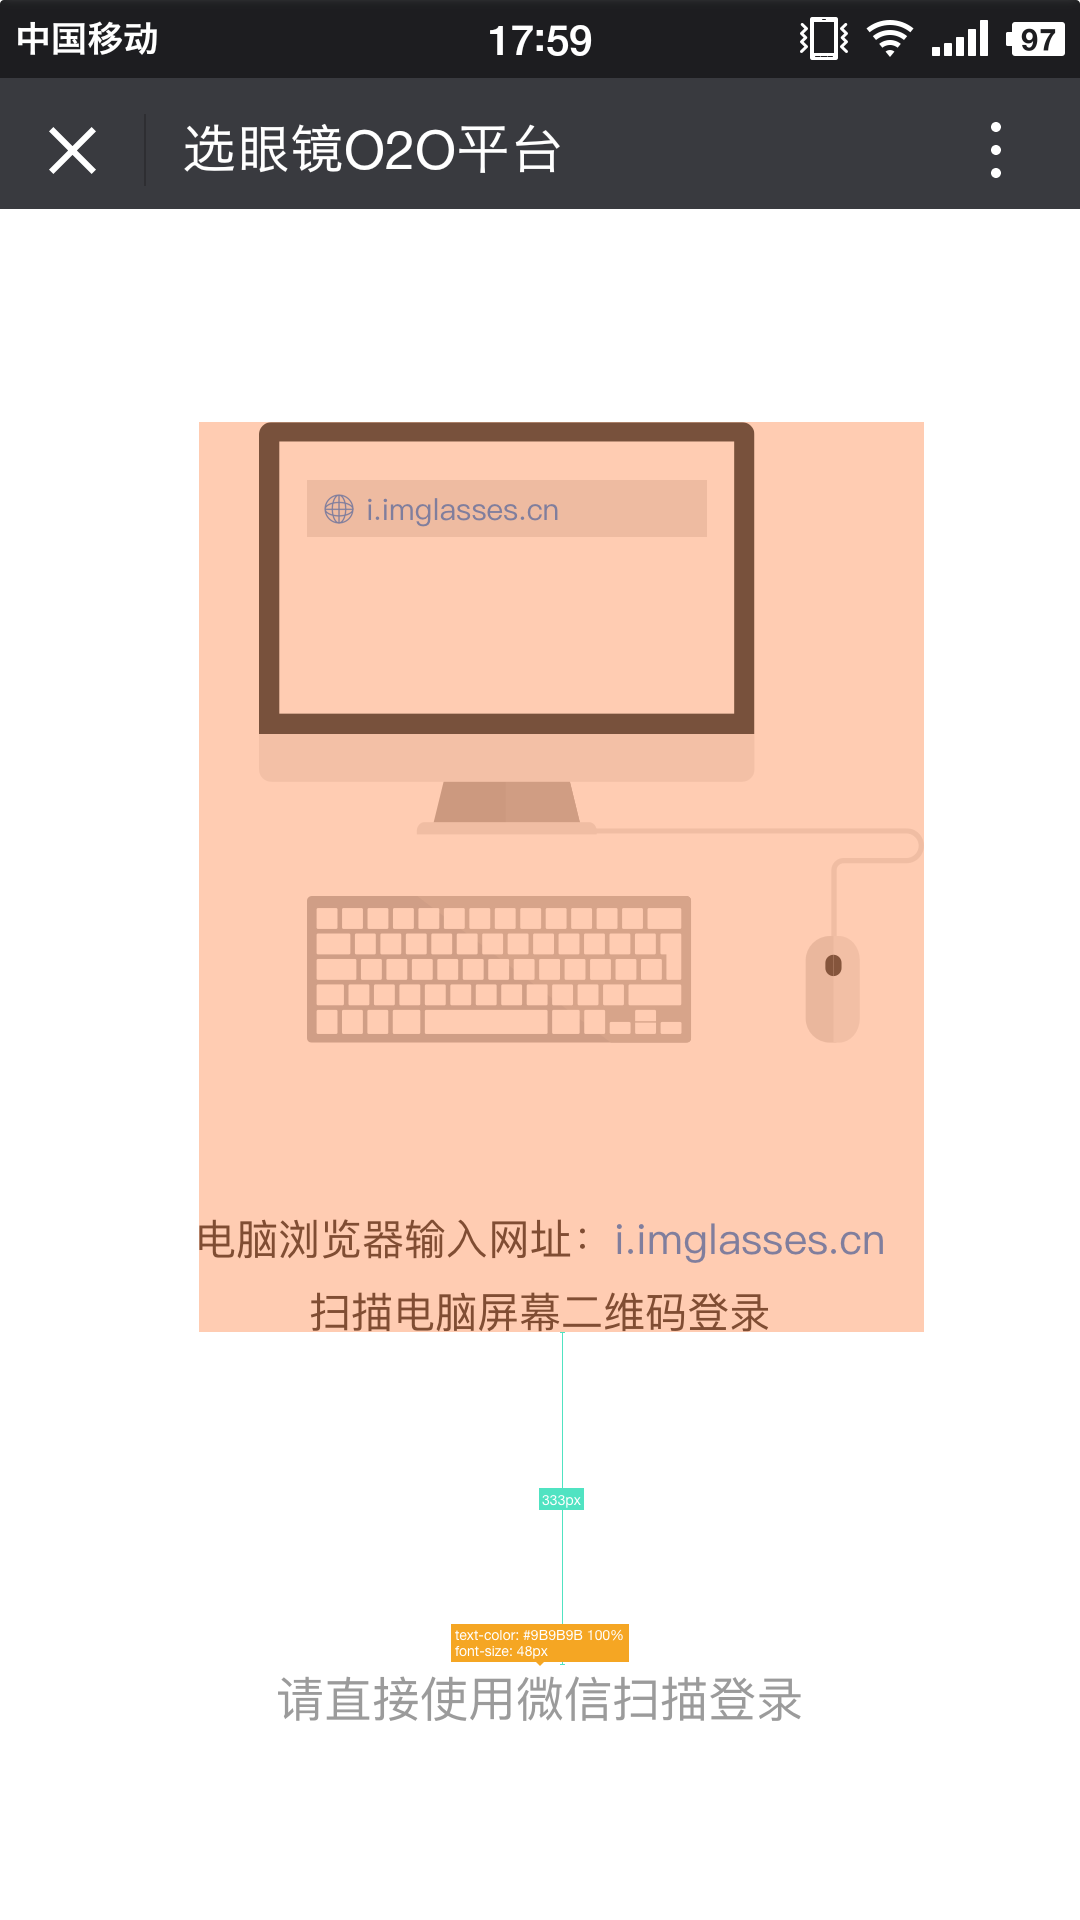 中国移动 17:59 97
选眼镜O2O平台
i.imglasses.cn
电脑浏览器输入网址：i.imglasses.cn
扫描电脑屏幕二维码登录
333px
text-color: #9B9B9B 100%
font-size: 48px
请直接使用微信扫描登录